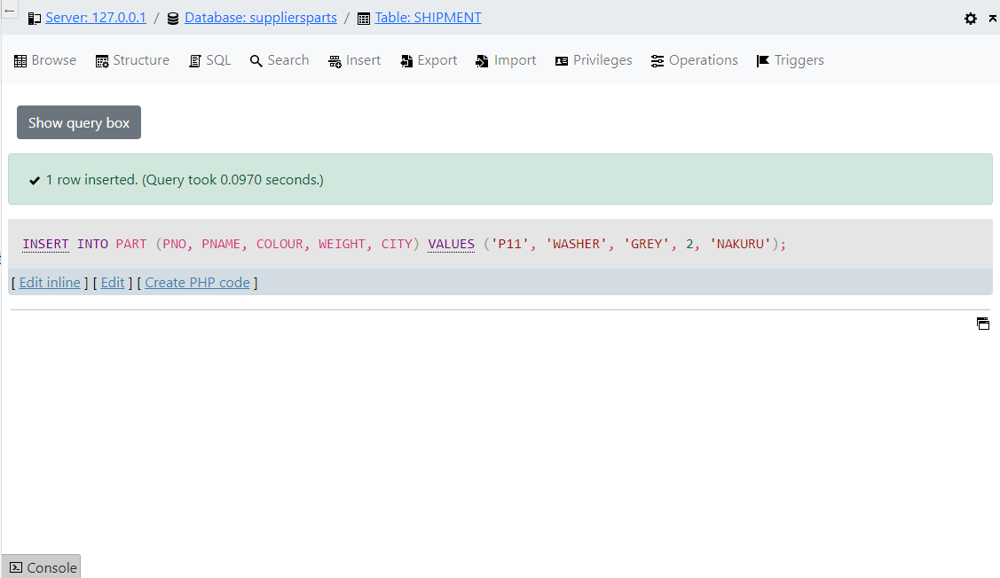 Server: 127.0.0.1 / Database: suppliersparts / Table: SHIPMENT
Browse Structure SQL Search Insert Export Import Privileges Operations Triggers
Show query box
1 row inserted. (Query took 0.0970 seconds.)
INSERT INTO PART (PNO, PNAME, COLOUR, WEIGHT, CITY) VALUES ('P11', 'WASHER', 'GREY', 2, 'NAKURU');
[ Edit inline ] [ Edit ] [ Create PHP code ]
Console